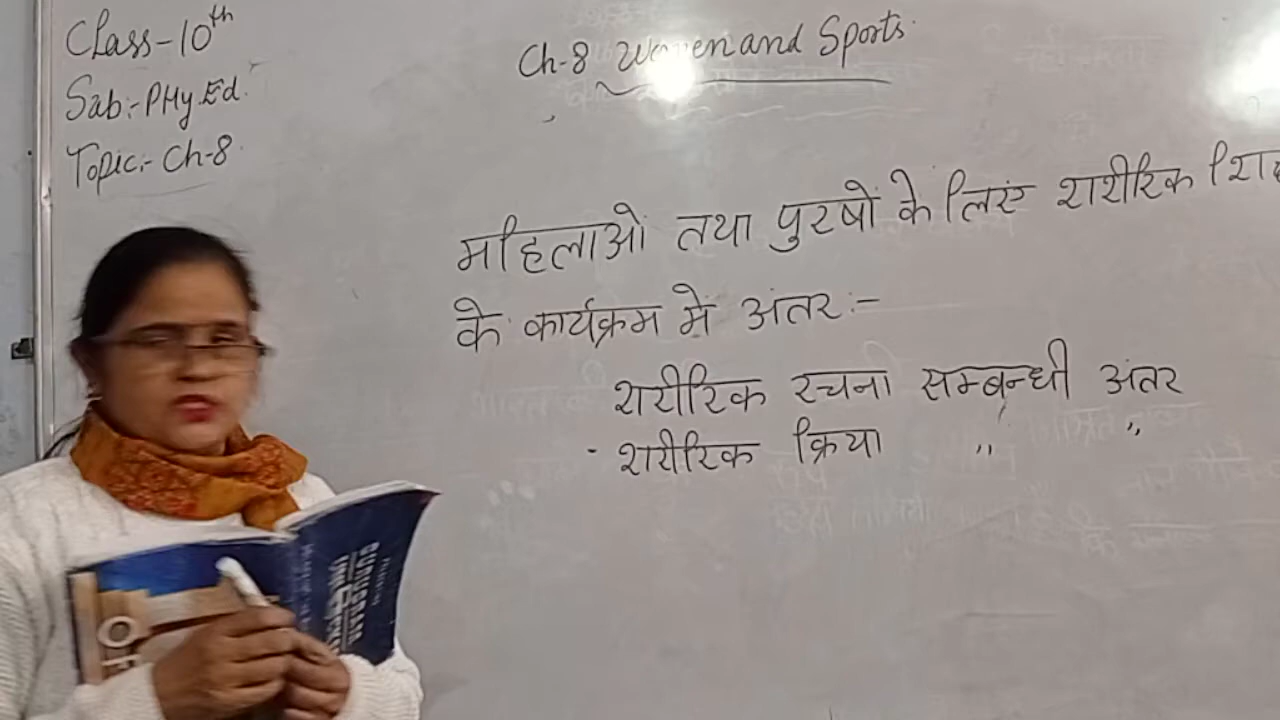 Class-10th
Sub:-PHy.Ed.
Topic:- Ch-8.
Ch-8 Women and Sports.
महिलाओं तथा पुरषों के लिएं शारीरिक
के कार्यक्रम में अंतर :-
शारीरिक रचना सम्बन्धी अंतर
- शारीरिक क्रिया " "